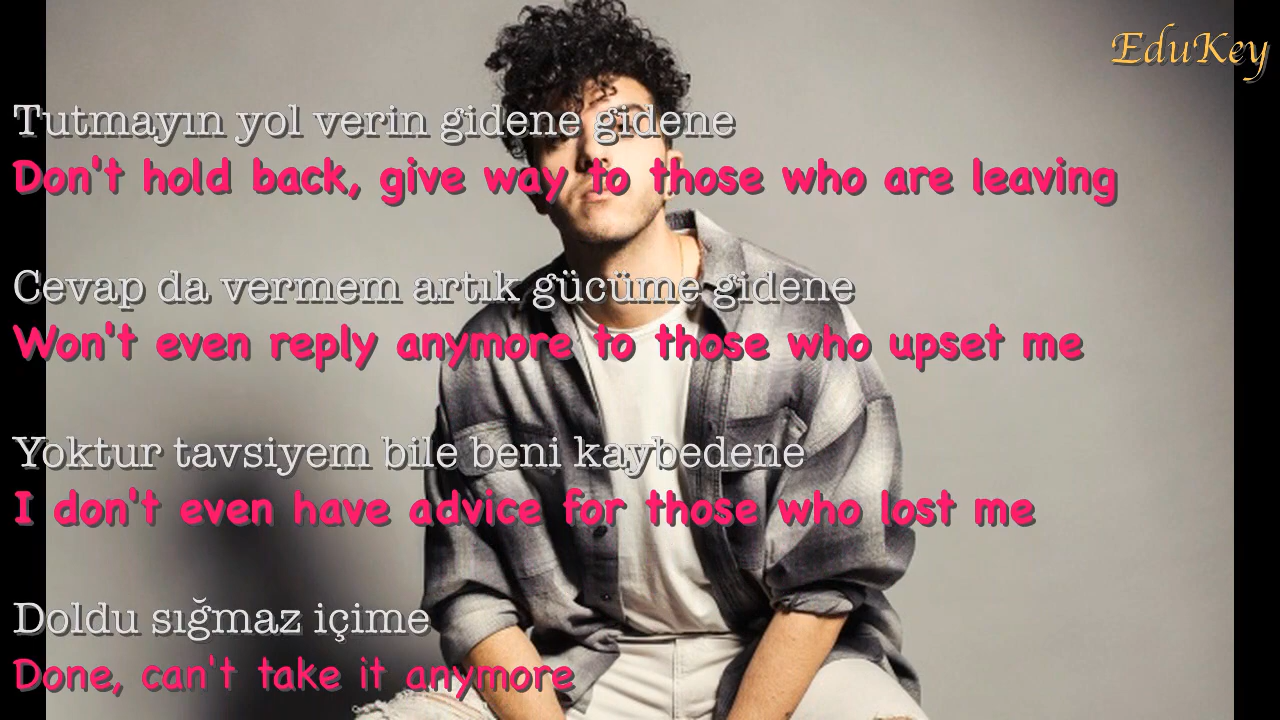 EduKey
Tutmayın yol verin gidene gidene
Don't hold back, give way to those who are leaving
Cevap da vermem artık gücüme gidene
Won't even reply anymore to those who upset me
Yoktur tavsiyem bile beni kaybedene
I don't even have advice for those who lost me
Doldu sığmaz içime
Done, can't take it anymore